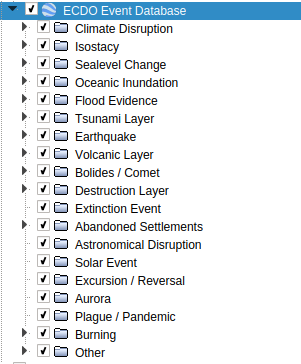 ECDO Event Database
Climate Disruption
Isostacy
Sealevel Change
Oceanic Inundation
Flood Evidence
Tsunami Layer
Earthquake
Volcanic Layer
Bolides / Comet
Destruction Layer
Extinction Event
Abandoned Settlements
Astronomical Disruption
Solar Event
Excursion / Reversal
Aurora
Plague / Pandemic
Burning
Other